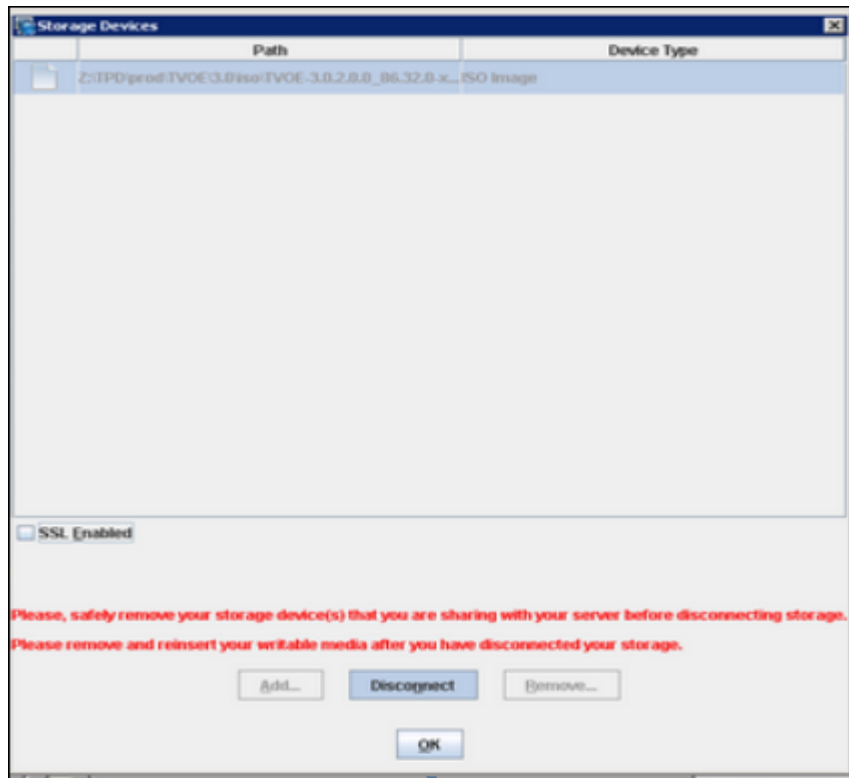 Storage Devices
Path Device Type
Z:\TPD\prod\TVOE\3.0\iso\TVOE-3.0.2.0.0_86.32.0-x... ISO Image
SSL Enabled
Please, safely remove your storage device(s) that you are sharing with your server before disconnecting storage.
Please remove and reinsert your writable media after you have disconnected your storage.
Add... Disconnect Remove...
OK